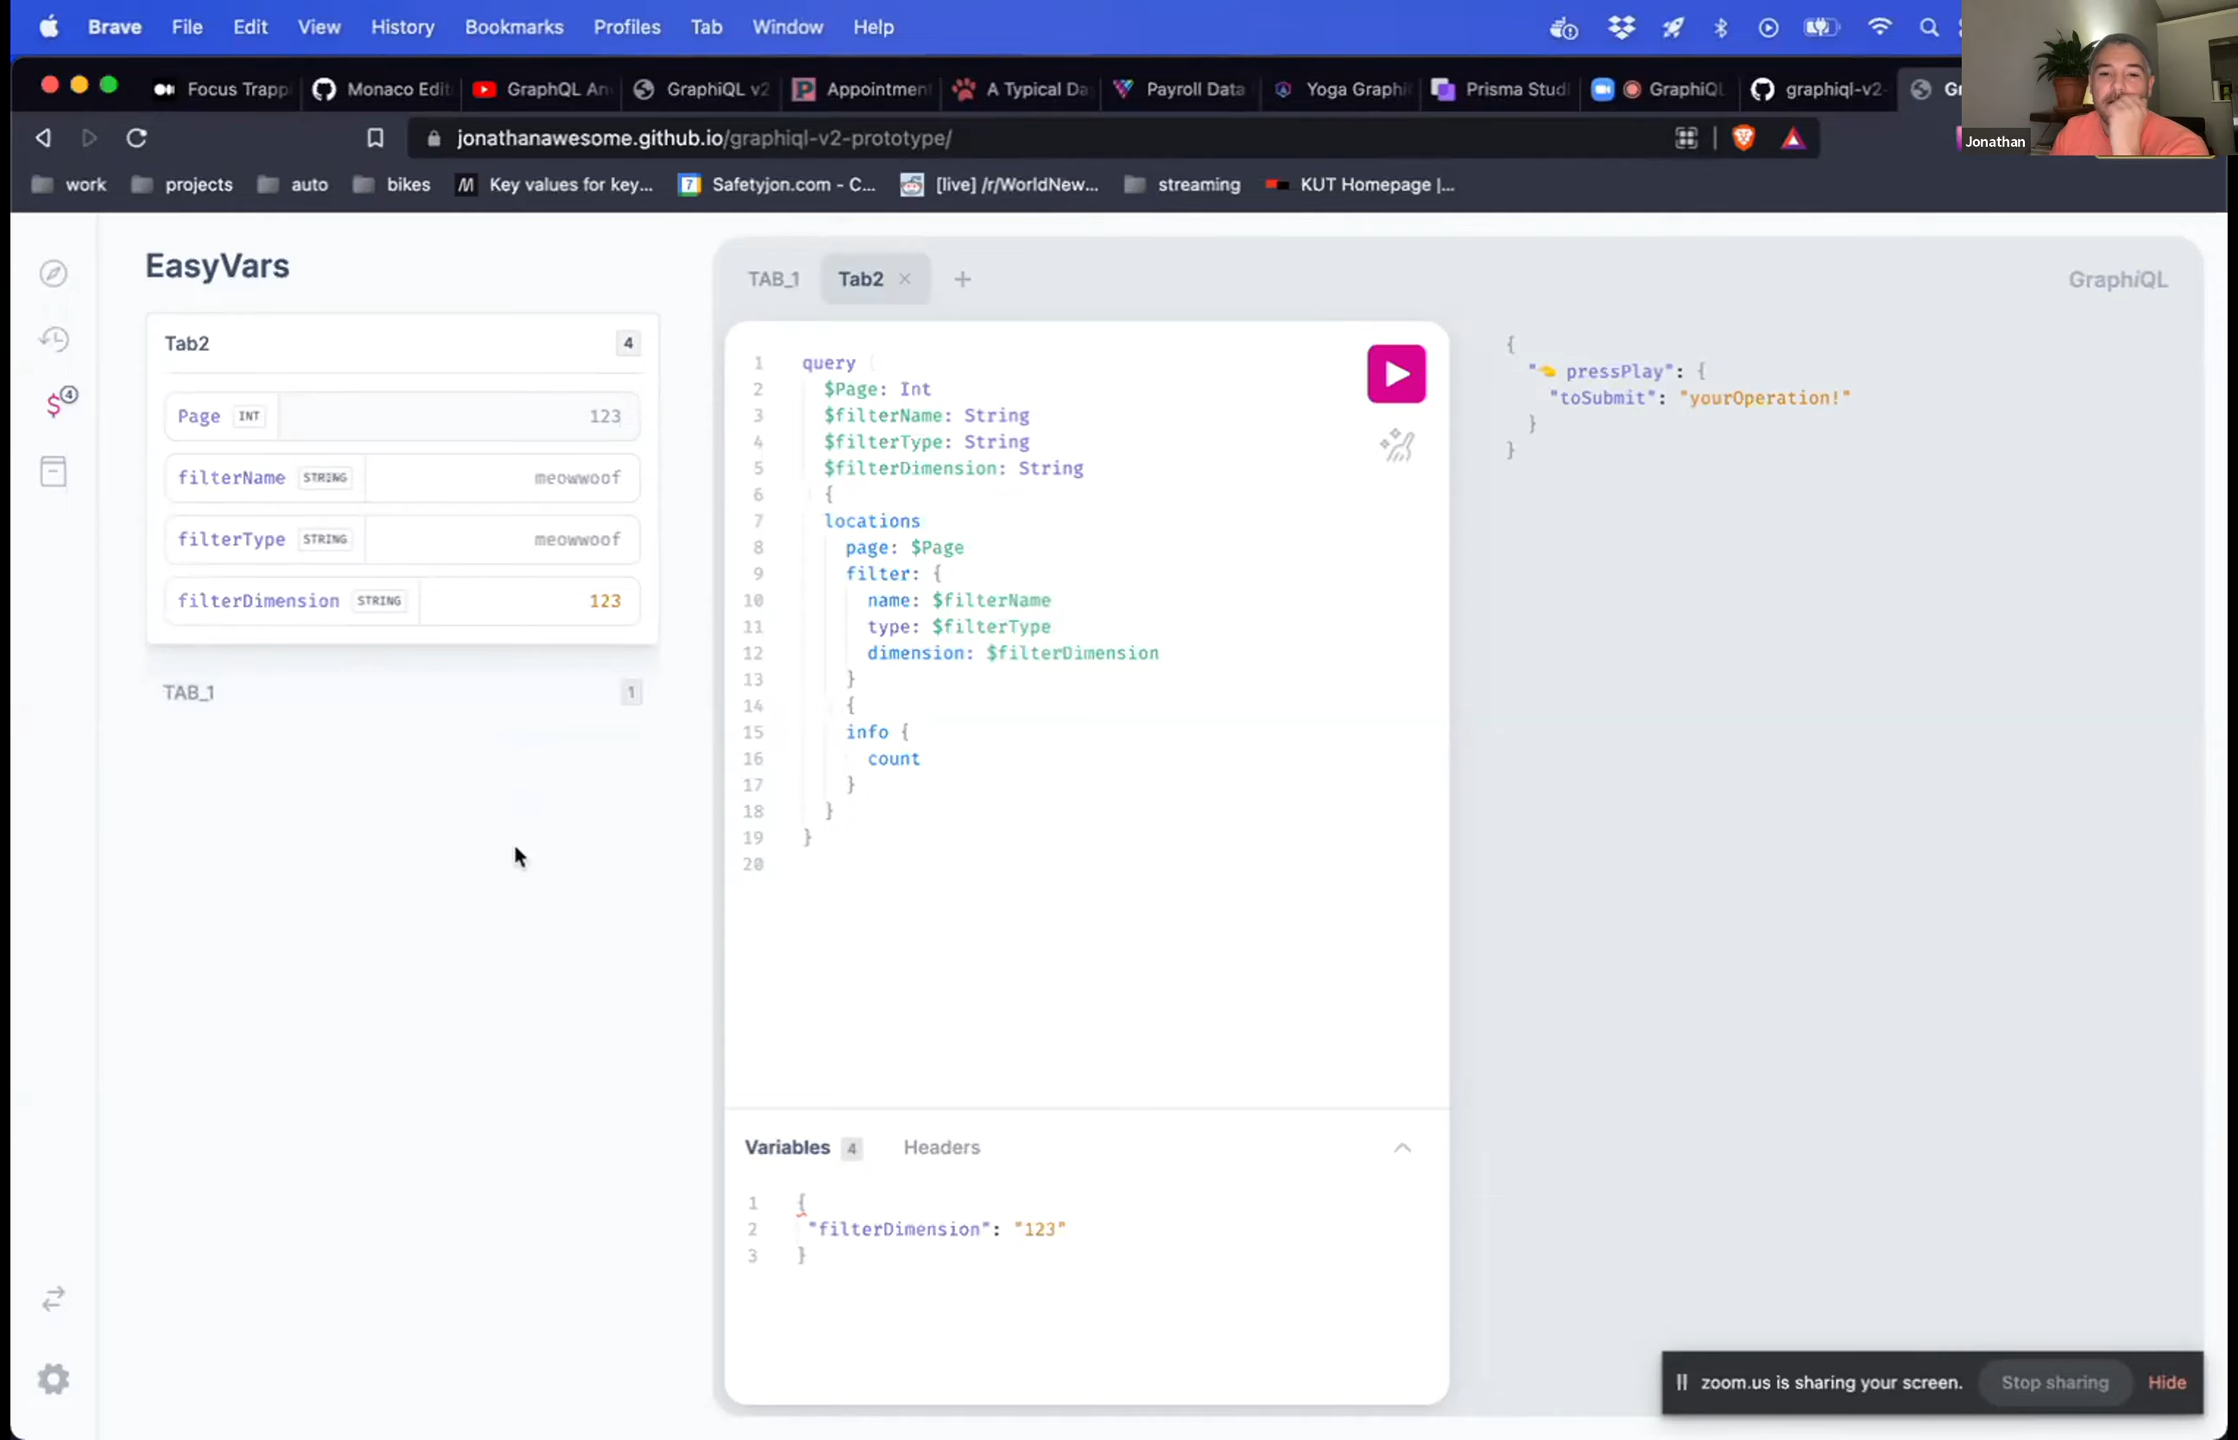 Brave File Edit View History Bookmarks Profiles Tab Window Help
Focus Trapp Monaco Edit GraphQL An GraphiQL v2 Appointment A Typical Da Payroll Data Yoga Graphi Prisma Studi GraphiQL graphiql-v2- Gr
jonathanawesome.github.io/graphiql-v2-prototype/
Jonathan
work projects auto bikes M Key values for key... 7 Safetyjon.com - C... [live] /r/WorldNew... streaming KUT Homepage |...
EasyVars
Tab2 4
Page INT 123
filterName STRING meowwoof
filterType STRING meowwoof
filterDimension STRING 123
TAB_1 1
$ 4
TAB_1 Tab2 × +
GraphiQL
1 query
2 $Page: Int
3 $filterName: String
4 $filterType: String
5 $filterDimension: String
6 {
7 locations
8 page: $Page
9 filter: {
10 name: $filterName
11 type: $filterType
12 dimension: $filterDimension
13 }
14 {
15 info {
16 count
17 }
18 }
19 }
20
{
"👈 pressPlay": {
"toSubmit": "yourOperation!"
}
}
Variables 4 Headers
1 {
2 "filterDimension": "123"
3 }
zoom.us is sharing your screen. Stop sharing Hide